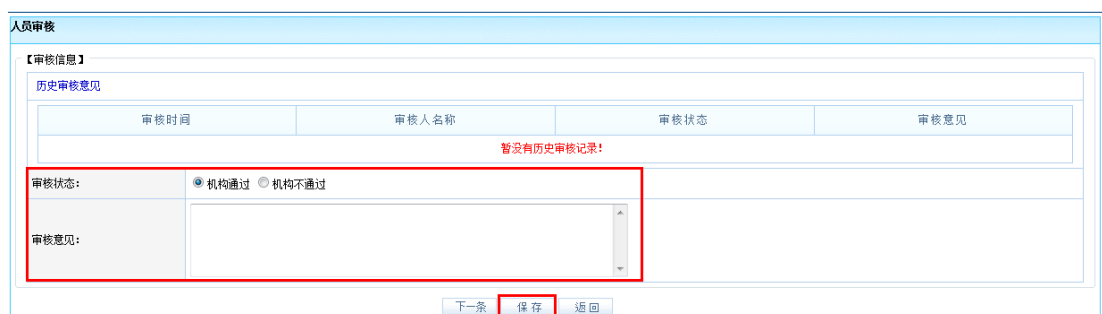 人员审核
【审核信息】
历史审核意见
审核时间 审核人名称 审核状态 审核意见
暂没有历史审核记录!
审核状态: 机构通过 机构不通过
审核意见:
下一条 保存 返回